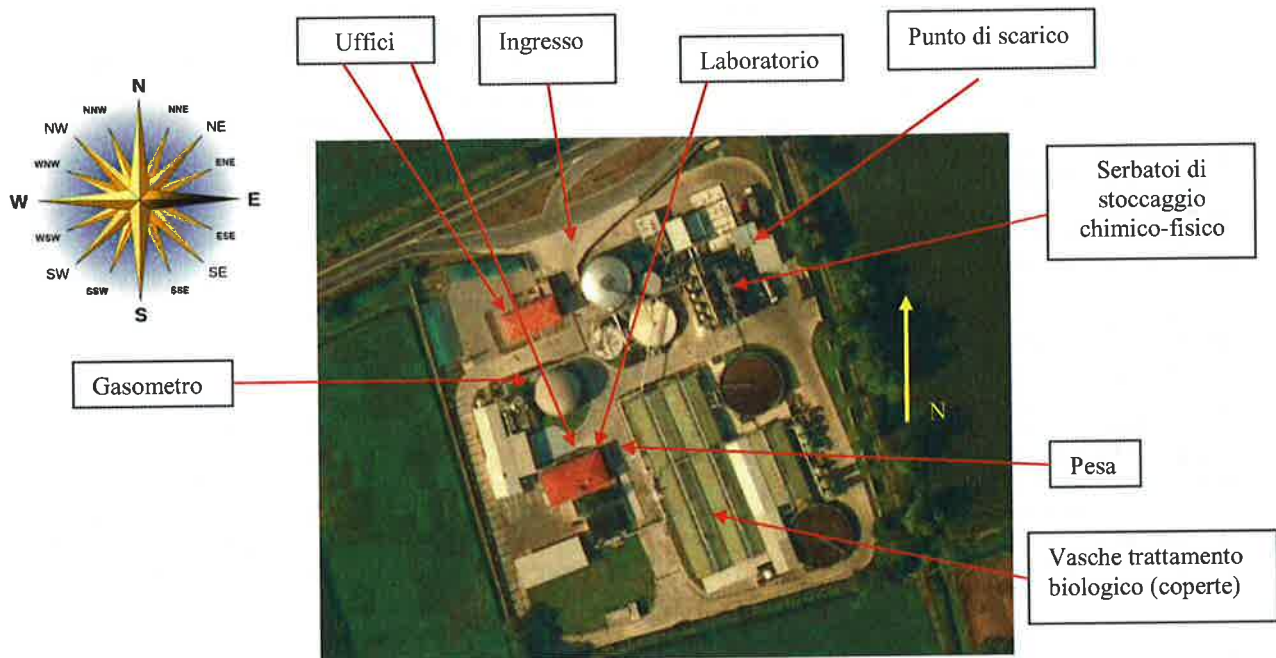 Uffici
Ingresso
Laboratorio
Punto di scarico
N
NNW
NNE
NW
NE
WNW
ENE
W
E
WSW
ESE
SW
SE
SSW
SSE
S
Serbatoi di
stoccaggio
chimico-fisico
Gasometro
N
Pesa
Vasche trattamento
biologico (coperte)